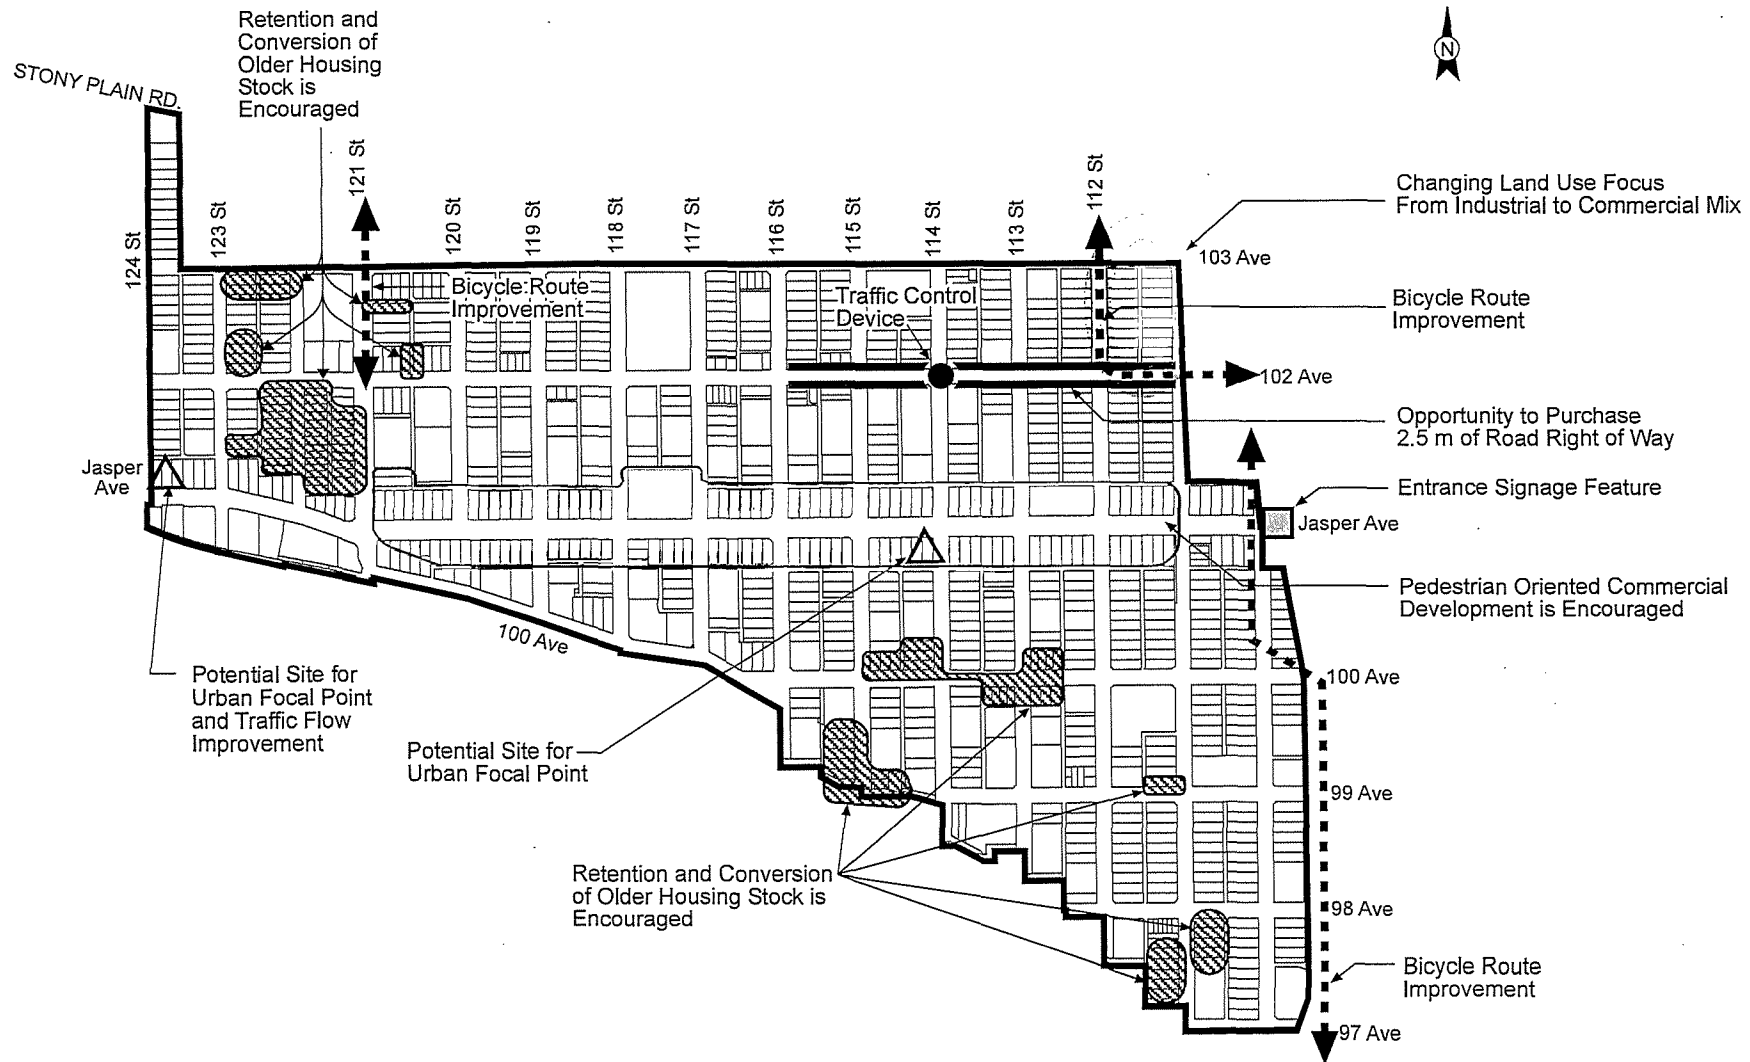 Retention and
Conversion of
Older Housing
Stock is
Encouraged
N
STONY PLAIN RD.
124 St
123 St
121 St
120 St
119 St
118 St
117 St
116 St
115 St
114 St
113 St
112 St
Changing Land Use Focus
From Industrial to Commercial Mix
103 Ave
Bicycle Route
Improvement
Traffic Control
Device
Bicycle Route
Improvement
102 Ave
Opportunity to Purchase
2.5 m of Road Right of Way
Jasper
Ave
Entrance Signage Feature
Jasper Ave
Pedestrian Oriented Commercial
Development is Encouraged
100 Ave
Potential Site for
Urban Focal Point
and Traffic Flow
Improvement
100 Ave
Potential Site for
Urban Focal Point
99 Ave
Retention and Conversion
of Older Housing Stock is
Encouraged
98 Ave
Bicycle Route
Improvement
97 Ave